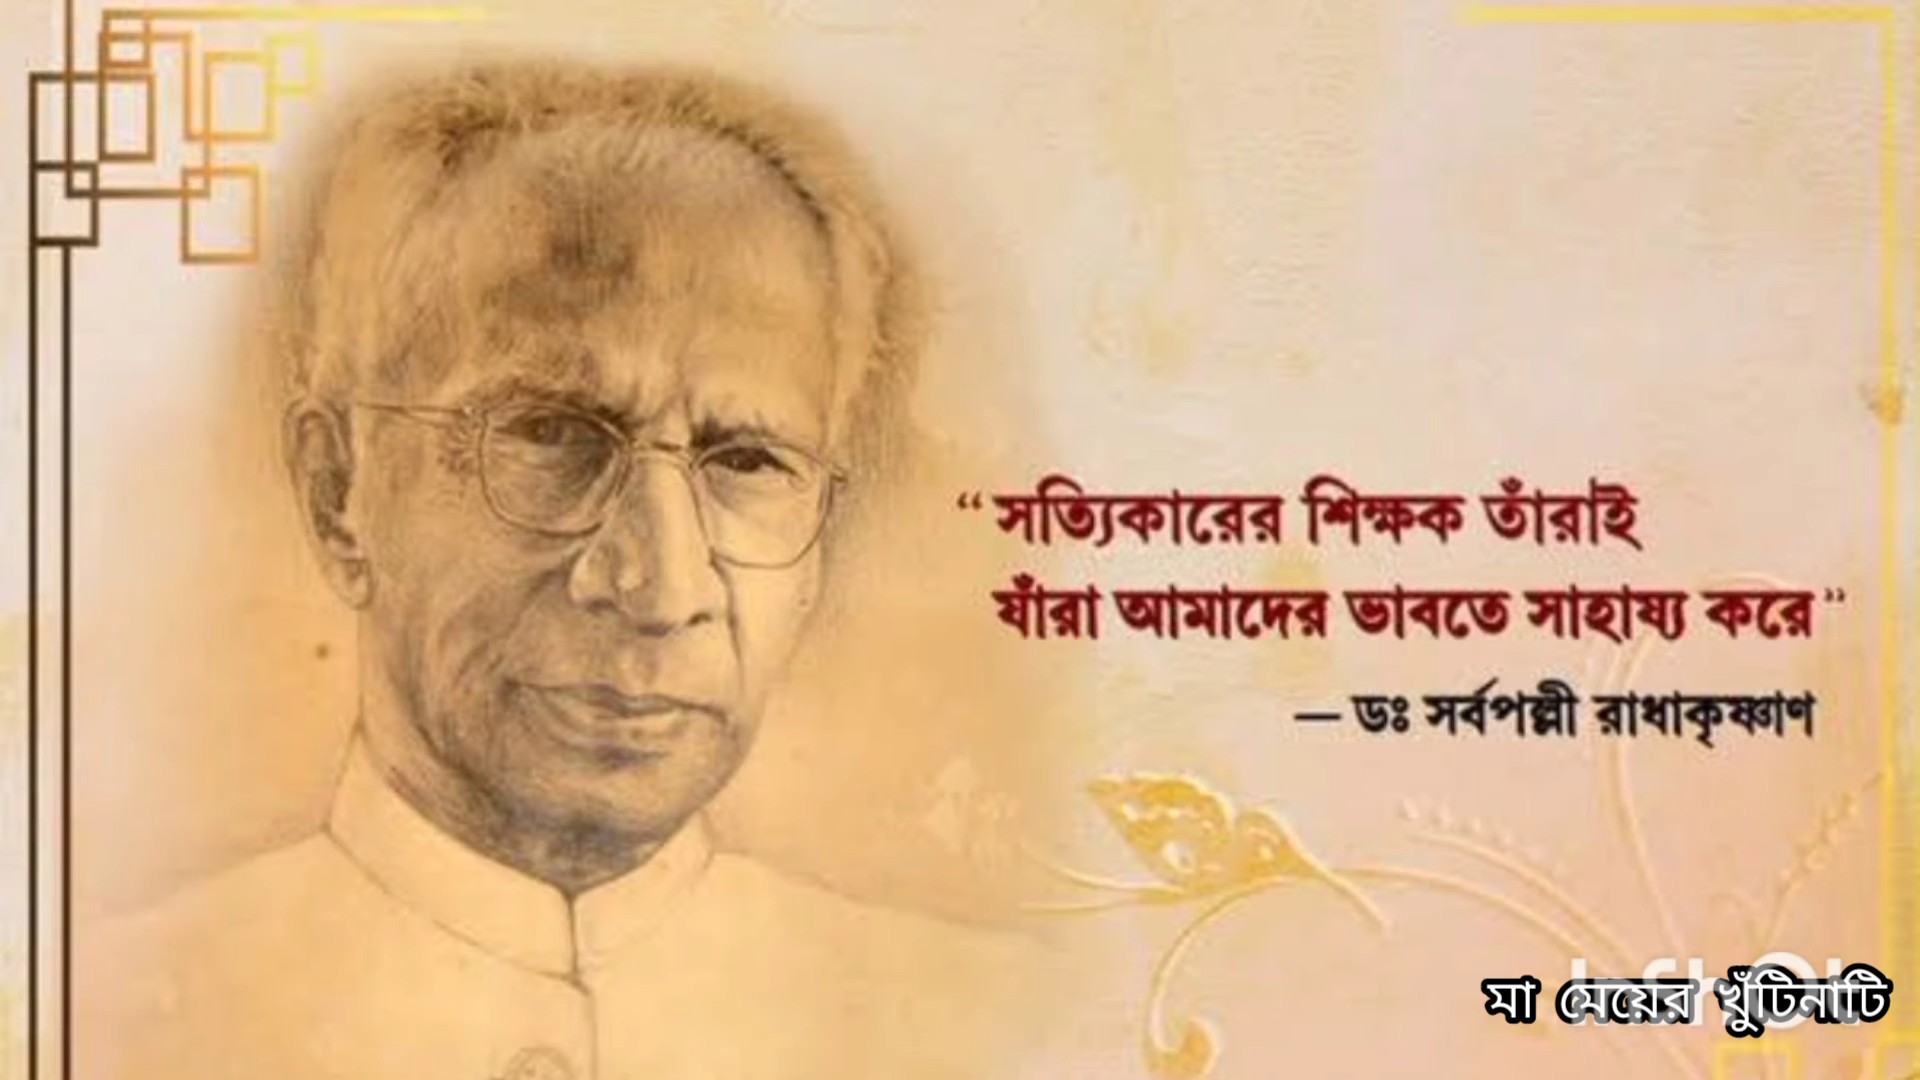 “সত্যিকারের শিক্ষক তাঁরাই
যাঁরা আমাদের ভাবতে সাহায্য করে”
— ডঃ সর্বপল্লী রাধাকৃষ্ণাণ
মা মেয়ের খুঁটিনাটি